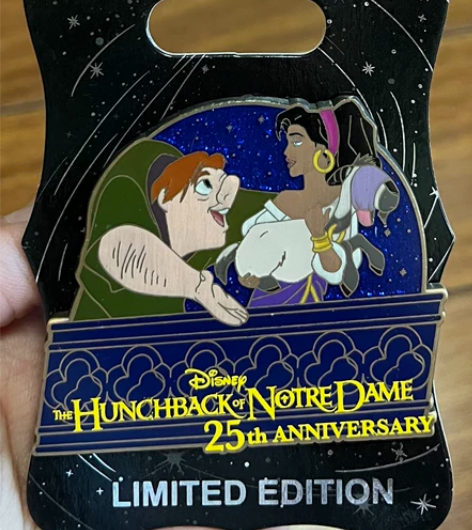 Disney
THE HUNCHBACK OF NOTRE DAME
25th ANNIVERSARY
LIMITED EDITION